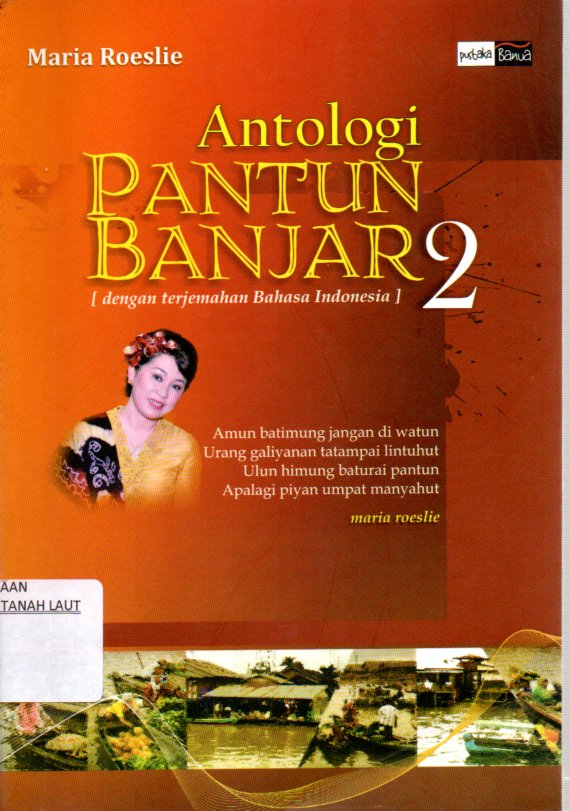 Maria Roeslie
pustaka Banua
Antologi
PANTUN
BANJAR 2
[ dengan terjemahan Bahasa Indonesia ]
Amun batimung jangan di watun
Urang galiyanan tatampai lintuhut
Ulun himung baturai pantun
Apalagi piyan umpat manyahut
maria roeslie
AAN
TANAH LAUT